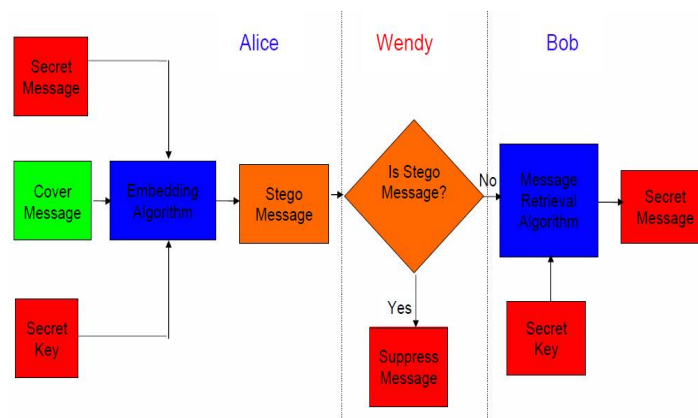 Alice
Wendy
Bob
Secret
Message
Cover
Message
Embedding
Algorithm
Stego
Message
Is Stego
Message?
No
Message
Retrieval
Algorithm
Secret
Message
Yes
Secret
Key
Suppress
Message
Secret
Key